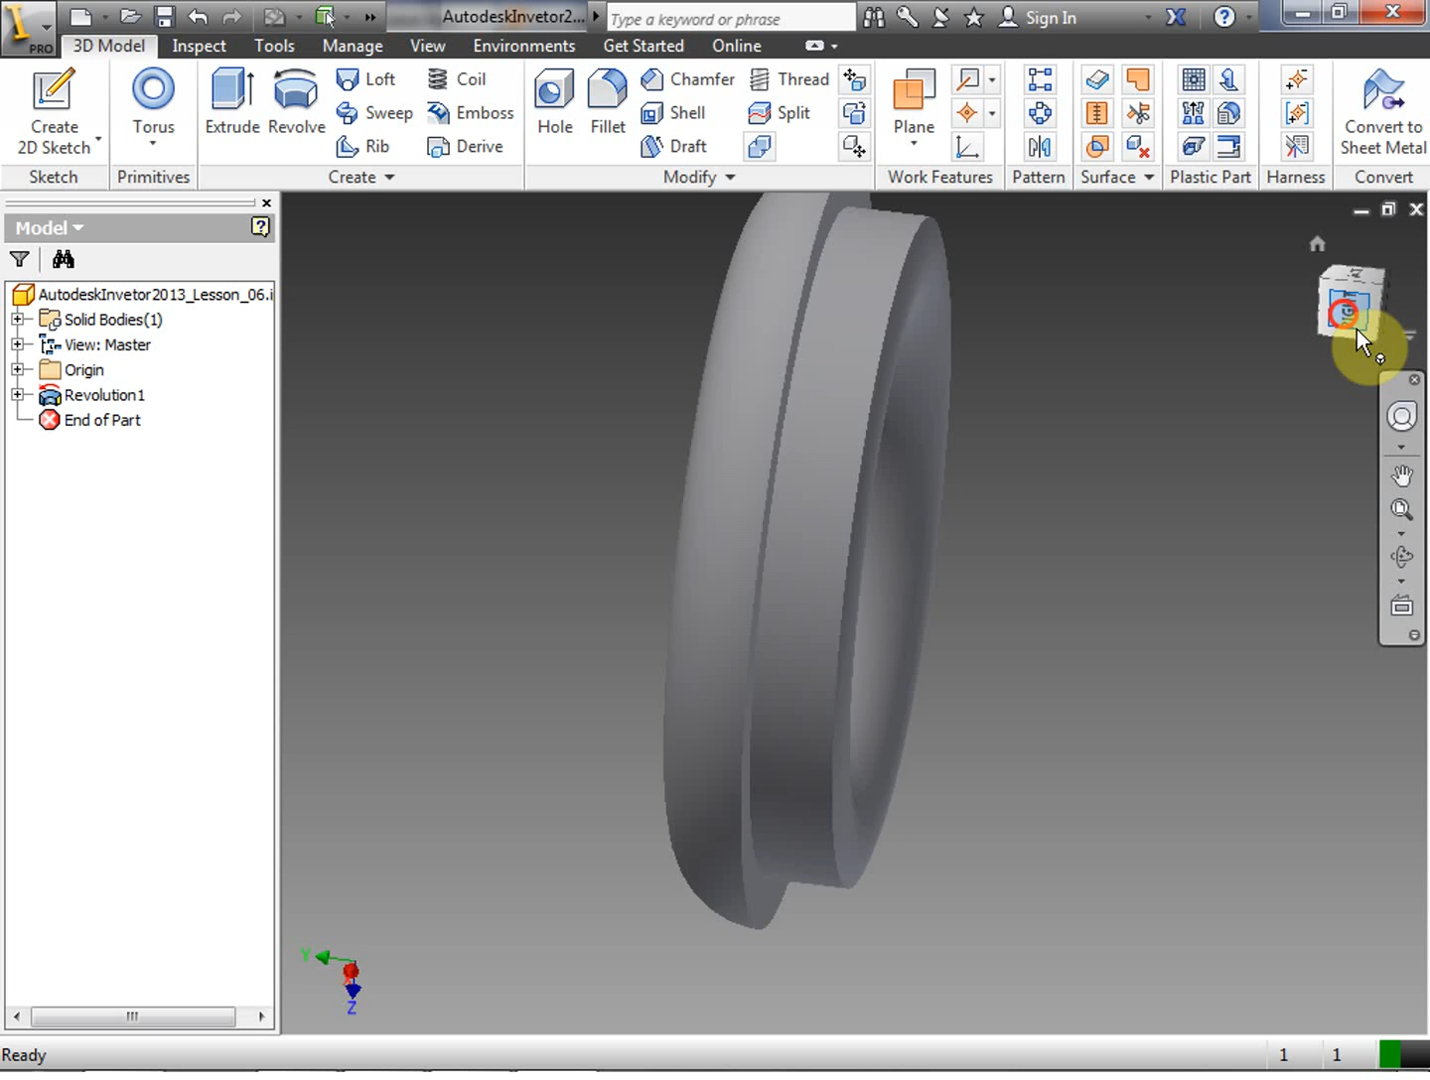 PRO
AutodeskInvetor2...
Type a keyword or phrase
Sign In
3D Model Inspect Tools Manage View Environments Get Started Online
Create
2D Sketch
Torus
Extrude
Revolve
Loft
Sweep
Rib
Coil
Emboss
Derive
Hole
Fillet
Chamfer
Shell
Draft
Thread
Split
Plane
Convert to
Sheet Metal
Sketch Primitives Create Modify Work Features Pattern Surface Plastic Part Harness Convert
Model
AutodeskInvetor2013_Lesson_06.i
Solid Bodies(1)
View: Master
Origin
Revolution1
End of Part
Y
Z
Ready
1 1